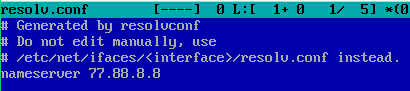 resolv.conf [----] 0 L:[ 1+ 0 1/ 5] *(0
# Generated by resolvconf
# Do not edit manually, use
# /etc/net/ifaces/<interface>/resolv.conf instead.
nameserver 77.88.8.8